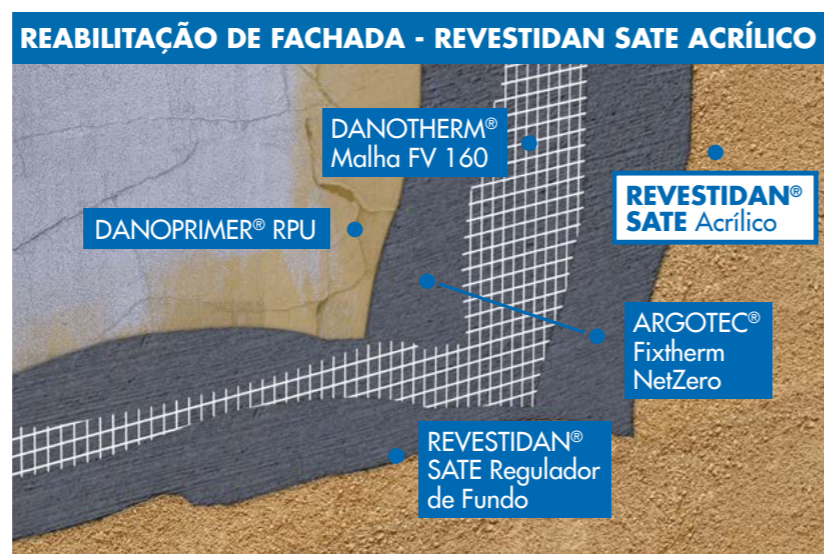 REABILITAÇÃO DE FACHADA - REVESTIDAN SATE ACRÍLICO
DANOTHERM®
Malha FV 160
REVESTIDAN®
SATE Acrílico
DANOPRIMER® RPU
ARGOTEC®
Fixtherm
NetZero
REVESTIDAN®
SATE Regulador
de Fundo